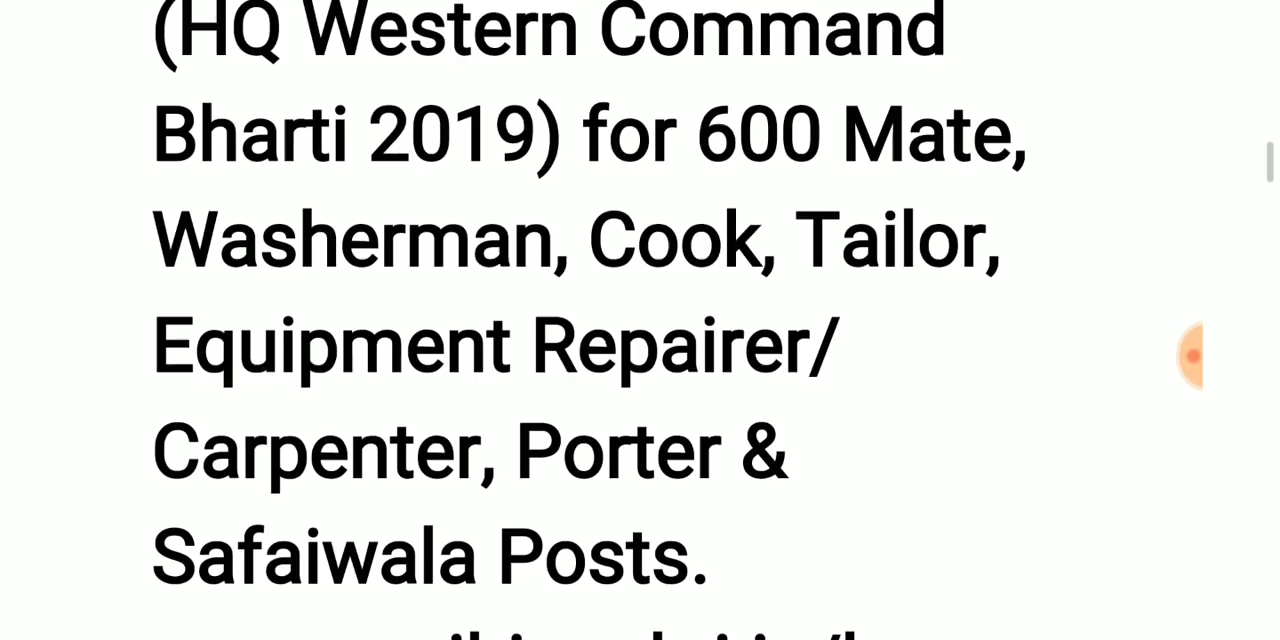 (HQ Western Command
Bharti 2019) for 600 Mate,
Washerman, Cook, Tailor,
Equipment Repairer/
Carpenter, Porter &
Safaiwala Posts.